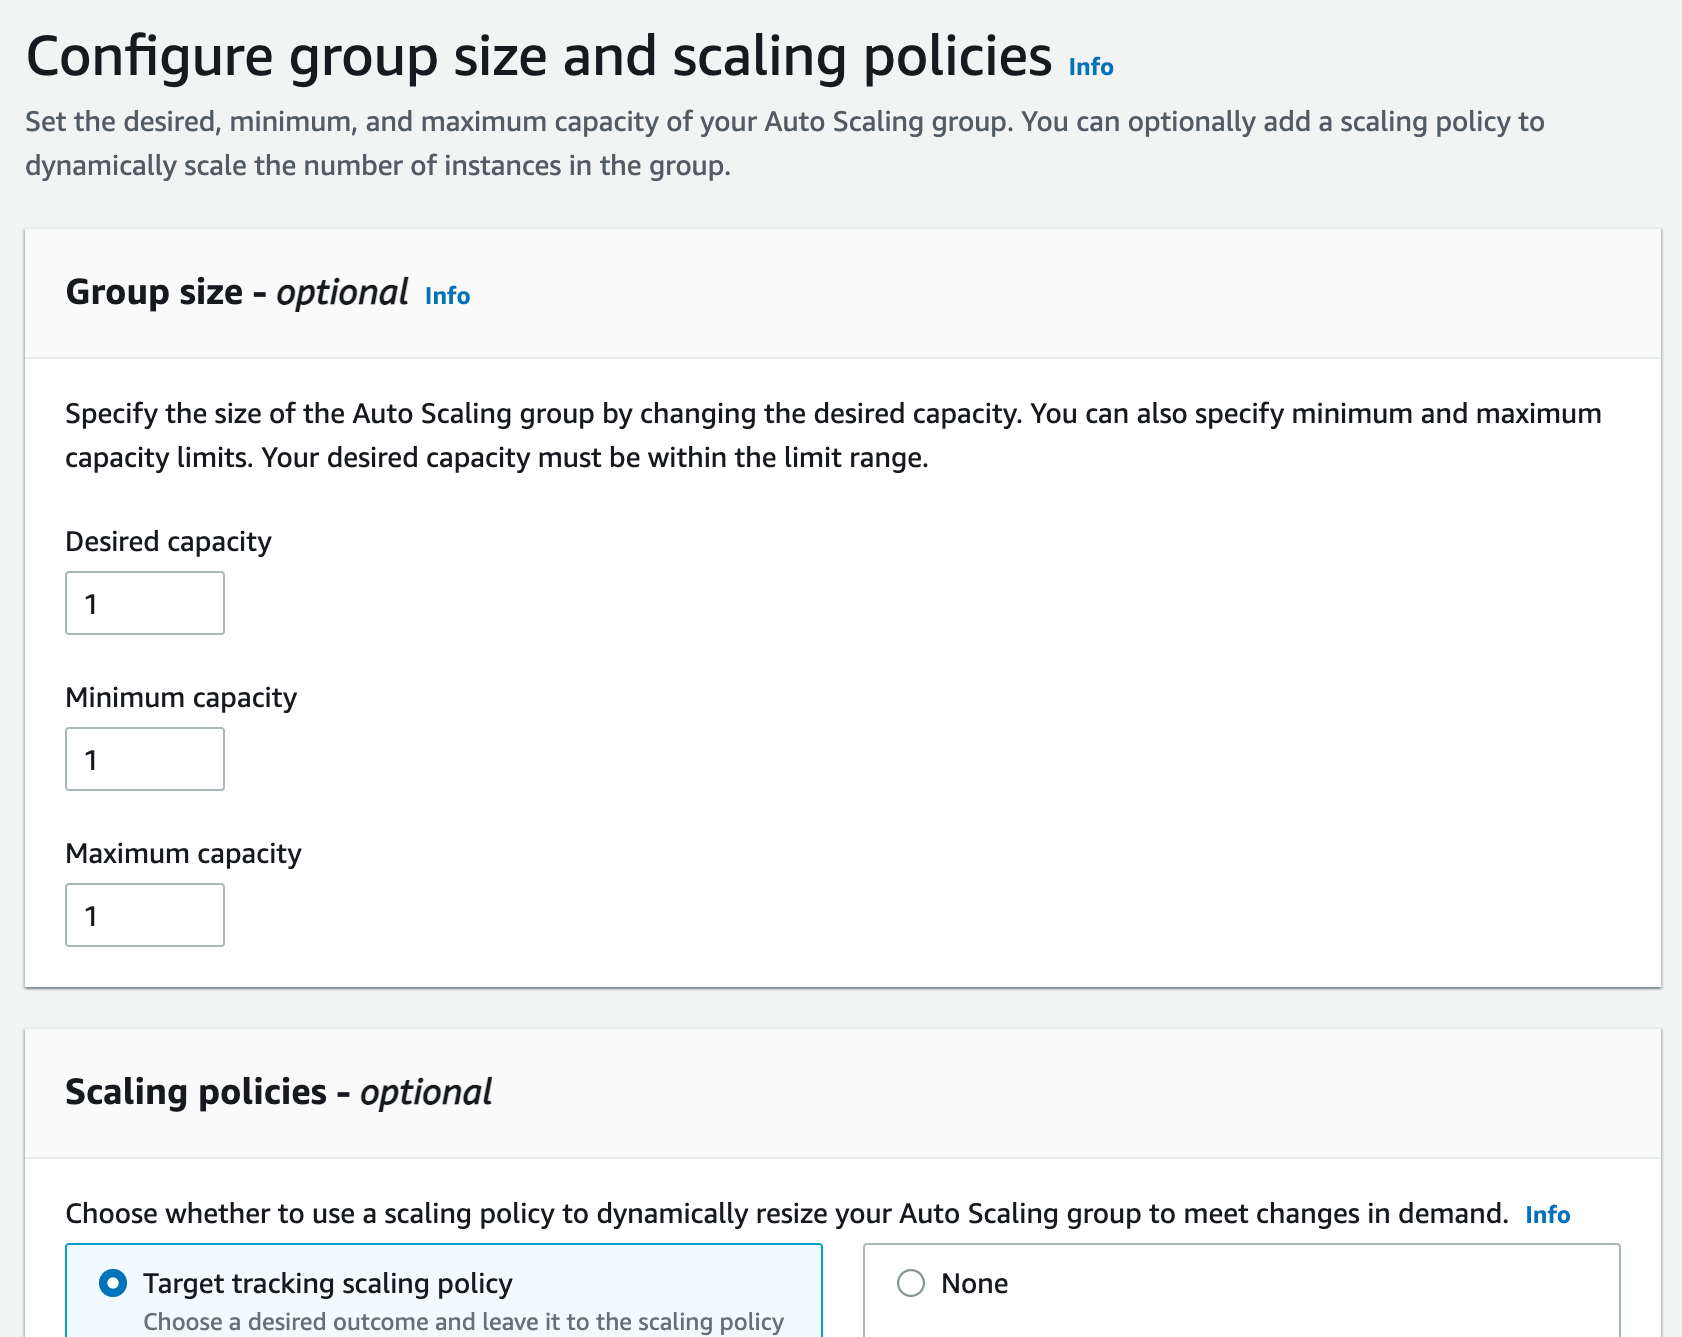 Configure group size and scaling policies Info
Set the desired, minimum, and maximum capacity of your Auto Scaling group. You can optionally add a scaling policy to
dynamically scale the number of instances in the group.
Group size - optional Info
Specify the size of the Auto Scaling group by changing the desired capacity. You can also specify minimum and maximum
capacity limits. Your desired capacity must be within the limit range.
Desired capacity
1
Minimum capacity
1
Maximum capacity
1
Scaling policies - optional
Choose whether to use a scaling policy to dynamically resize your Auto Scaling group to meet changes in demand. Info
Target tracking scaling policy
None
Choose a desired outcome and leave it to the scaling policy